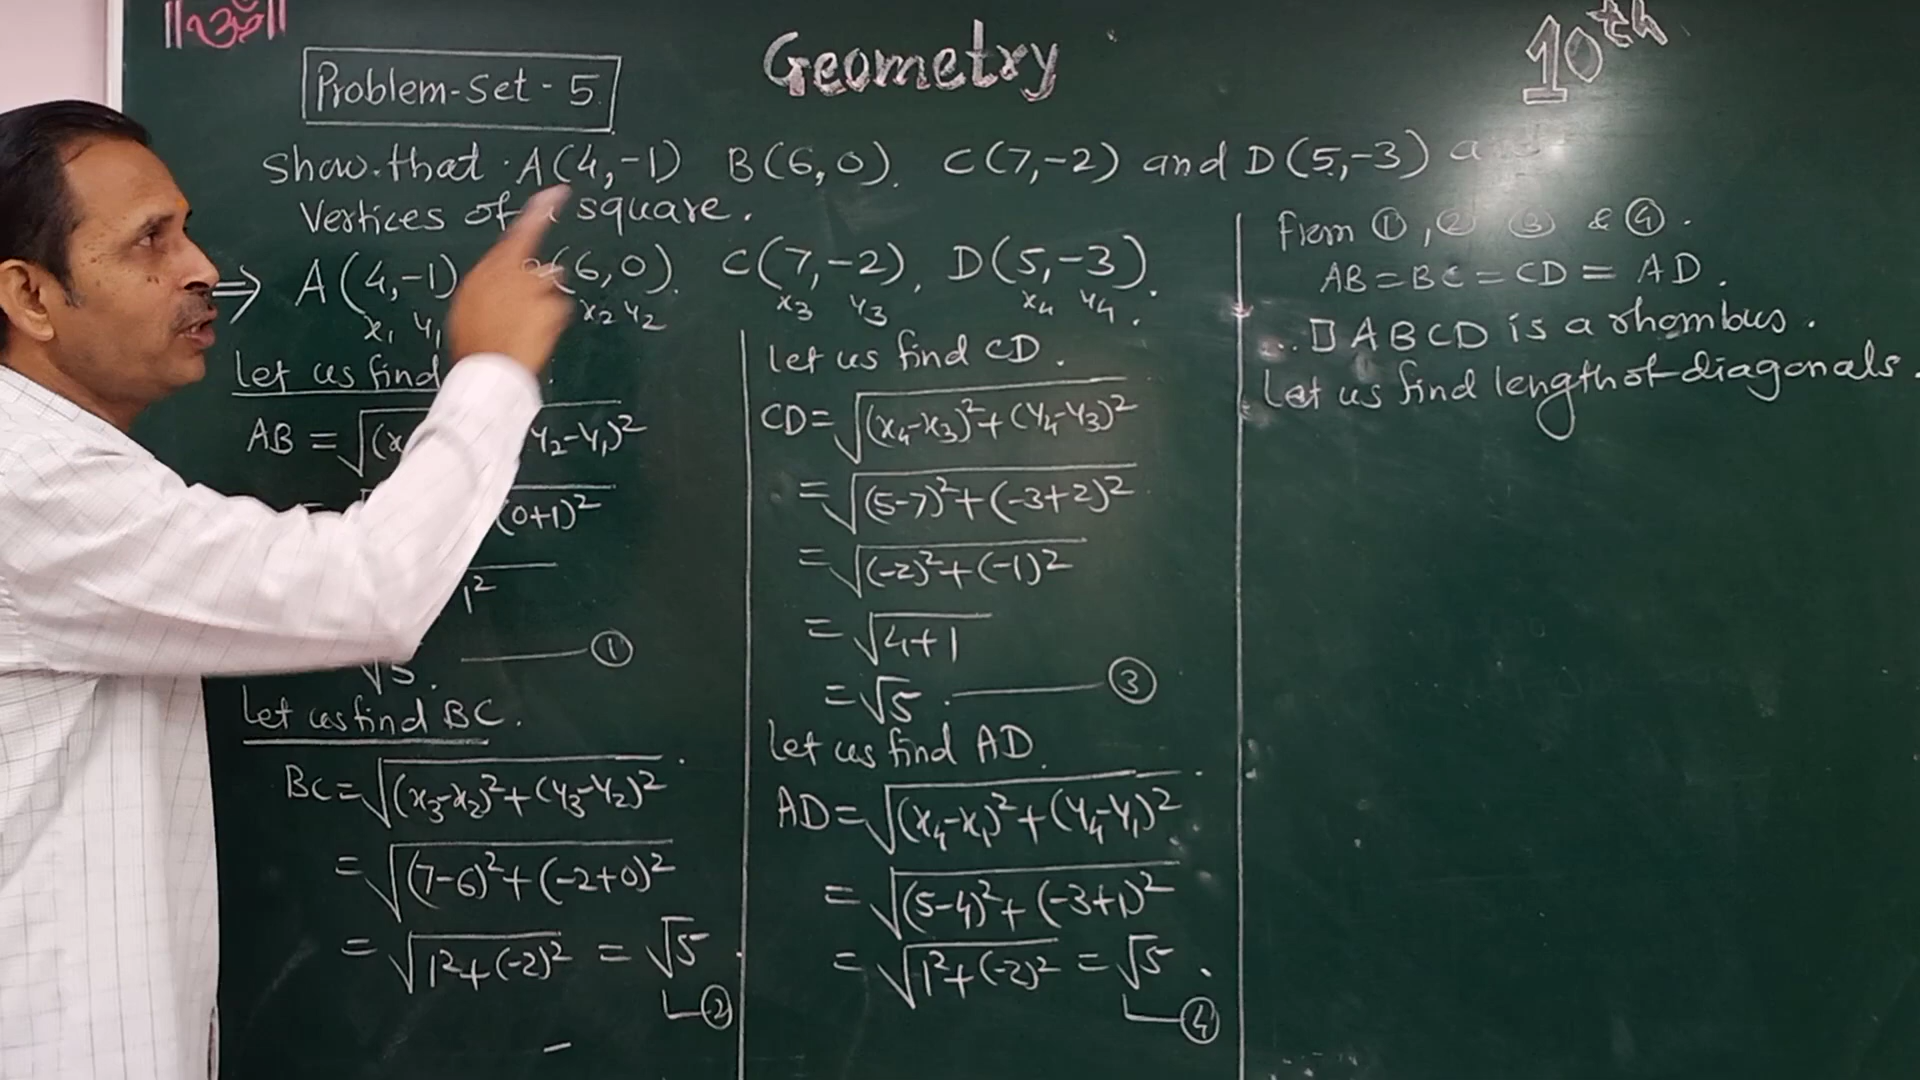 ||ॐ||
Geometry
10th
Problem-Set-5.
Show that A(4,-1) B(6,0). C(7,-2) and D(5,-3)
Vertices of a square.
⇒ A(4,-1) (6,0). C(7,-2), D(5,-3).
x₁ y₁ x₂ y₂ x₃ y₃ x₄ y₄.
Let us find
AB = √(x y₂-y₁)²
= (0+1)²
1²
√5. ——— ①
Let us find BC.
BC = √(x₃-x₂)²+(y₃-y₂)²
= √(7-6)²+(-2+0)²
= √1²+(-2)² = √5.
②
Let us find CD.
CD = √(x₄-x₃)²+(y₄-y₃)²
= √(5-7)²+(-3+2)²
= √(-2)²+(-1)²
= √4+1
= √5. ——— ③
Let us find AD.
AD = √(x₄-x₁)²+(y₄-y₁)²
= √(5-4)²+(-3+1)²
= √1²+(-2)² = √5.
④
From ①, ② ③ & ④.
AB = BC = CD = AD.
∴ □ABCD is a rhombus.
Let us find length of diagonals.